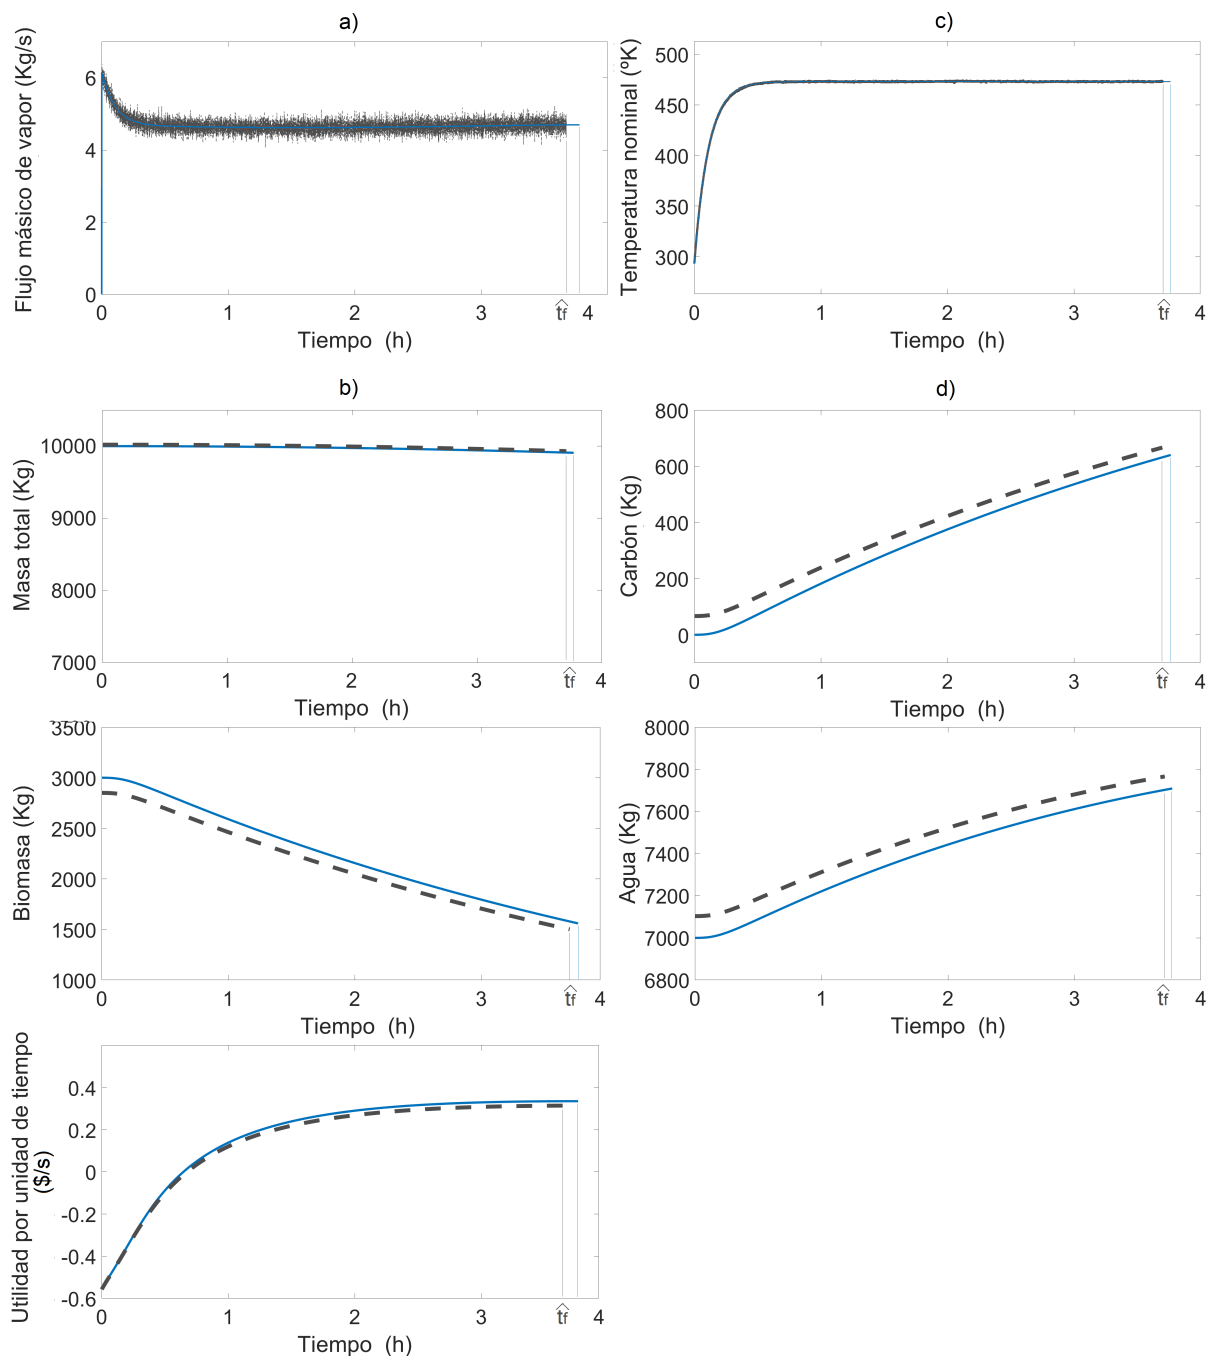 a)
Flujo másico de vapor (Kg/s)
6
4
2
0
0 1 2 3 t̂f 4
Tiempo (h)
c)
Temperatura nominal (ºK)
500
450
400
350
300
0 1 2 3 t̂f 4
Tiempo (h)
b)
Masa total (Kg)
10000
9000
8000
7000
0 1 2 3 t̂f 4
Tiempo (h)
d)
Carbón (Kg)
800
600
400
200
0
0 1 2 3 t̂f 4
Tiempo (h)
Biomasa (Kg)
3500
3000
2500
2000
1500
1000
0 1 2 3 t̂f 4
Tiempo (h)
Agua (Kg)
8000
7800
7600
7400
7200
7000
6800
0 1 2 3 t̂f 4
Tiempo (h)
Utilidad por unidad de tiempo
($/s)
0.4
0.2
0
-0.2
-0.4
-0.6
0 1 2 3 t̂f 4
Tiempo (h)